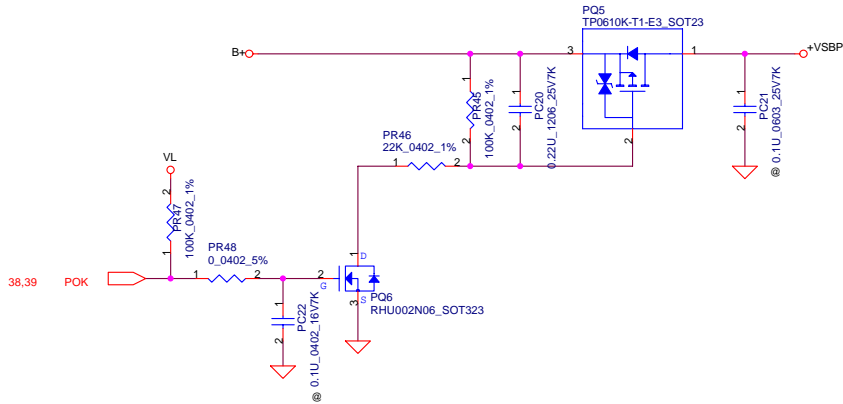 PQ5
TP0610K-T1-E3_SOT23
B+
3
1
+VSBP
1
PR45
100K_0402_1%
2
1
PC20
0.22U_1206_25V7K
2
2
1
PC21
@ 0.1U_0603_25V7K
2
PR46
22K_0402_1%
1
2
VL
2
PR47
100K_0402_1%
1
PR48
0_0402_5%
38,39
POK
1
2
2
G
1
D
3
S
PQ6
RHU002N06_SOT323
1
PC22
@ 0.1U_0402_16V7K
2